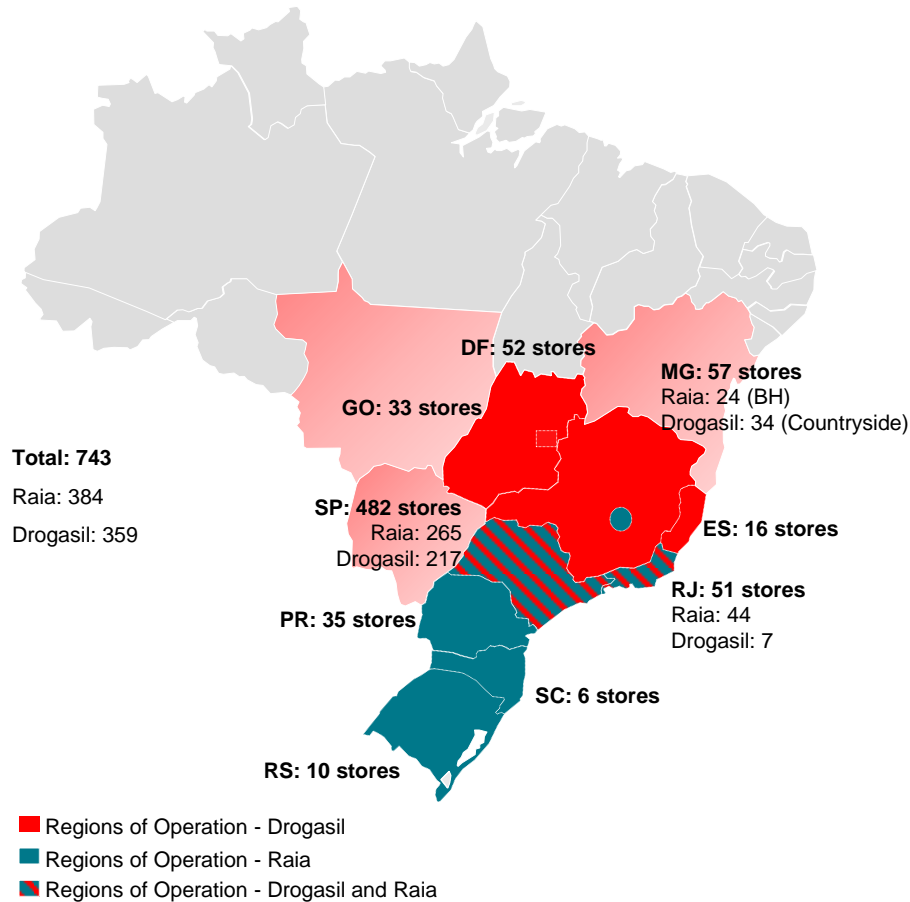 DF: 52 stores
MG: 57 stores
Raia: 24 (BH)
Drogasil: 34 (Countryside)
GO: 33 stores
Total: 743
Raia: 384
Drogasil: 359
SP: 482 stores
Raia: 265
Drogasil: 217
ES: 16 stores
RJ: 51 stores
Raia: 44
Drogasil: 7
PR: 35 stores
SC: 6 stores
RS: 10 stores
Regions of Operation - Drogasil
Regions of Operation - Raia
Regions of Operation - Drogasil and Raia